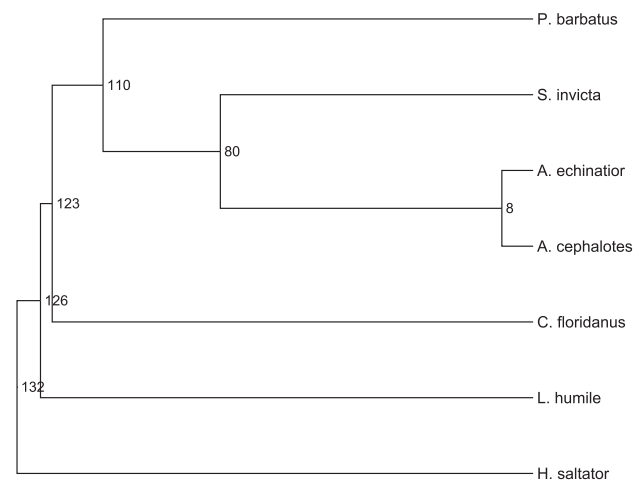 P. barbatus
110
S. invicta
80
A. echinatior
8
123
A. cephalotes
126
C. floridanus
132
L. humile
H. saltator